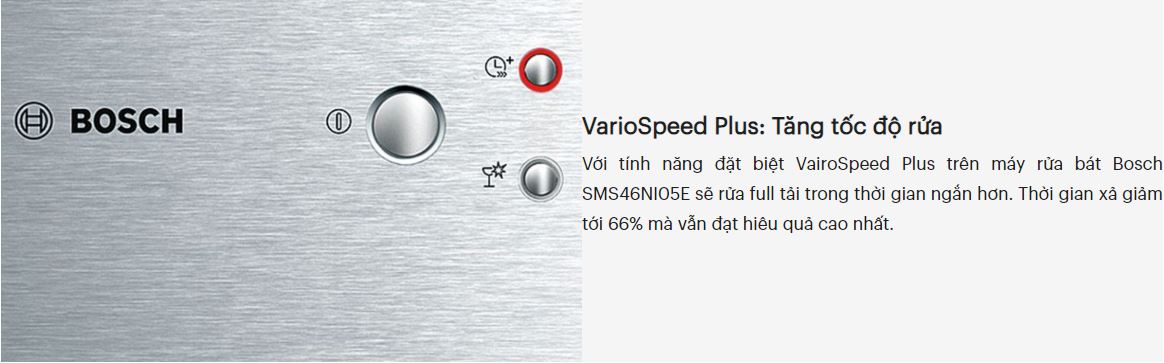 BOSCH
VarioSpeed Plus: Tăng tốc độ rửa
Với tính năng đặt biệt VairoSpeed Plus trên máy rửa bát Bosch
SMS46NI05E sẽ rửa full tải trong thời gian ngắn hơn. Thời gian xả giảm
tới 66% mà vẫn đạt hiêu quả cao nhất.